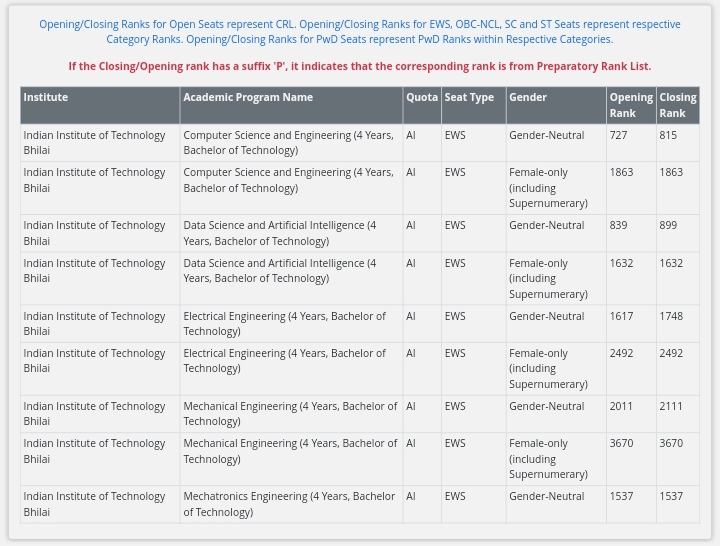 Opening/Closing Ranks for Open Seats represent CRL. Opening/Closing Ranks for EWS, OBC-NCL, SC and ST Seats represent respective
Category Ranks. Opening/Closing Ranks for PwD Seats represent PwD Ranks within Respective Categories.
If the Closing/Opening rank has a suffix 'P', it indicates that the corresponding rank is from Preparatory Rank List.
Institute Academic Program Name Quota Seat Type Gender Opening Closing
Rank Rank
Indian Institute of Technology Computer Science and Engineering (4 Years, AI EWS Gender-Neutral 727 815
Bhilai Bachelor of Technology)
Indian Institute of Technology Computer Science and Engineering (4 Years, AI EWS Female-only 1863 1863
Bhilai Bachelor of Technology) (including
Supernumerary)
Indian Institute of Technology Data Science and Artificial Intelligence (4 AI EWS Gender-Neutral 839 899
Bhilai Years, Bachelor of Technology)
Indian Institute of Technology Data Science and Artificial Intelligence (4 AI EWS Female-only 1632 1632
Bhilai Years, Bachelor of Technology) (including
Supernumerary)
Indian Institute of Technology Electrical Engineering (4 Years, Bachelor of AI EWS Gender-Neutral 1617 1748
Bhilai Technology)
Indian Institute of Technology Electrical Engineering (4 Years, Bachelor of AI EWS Female-only 2492 2492
Bhilai Technology) (including
Supernumerary)
Indian Institute of Technology Mechanical Engineering (4 Years, Bachelor of AI EWS Gender-Neutral 2011 2111
Bhilai Technology)
Indian Institute of Technology Mechanical Engineering (4 Years, Bachelor of AI EWS Female-only 3670 3670
Bhilai Technology) (including
Supernumerary)
Indian Institute of Technology Mechatronics Engineering (4 Years, Bachelor AI EWS Gender-Neutral 1537 1537
Bhilai of Technology)